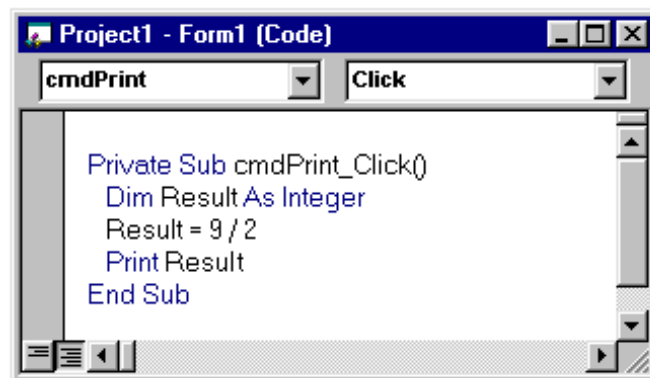 Project1 - Form1 (Code)
cmdPrint Click
Private Sub cmdPrint_Click()
Dim Result As Integer
Result = 9 / 2
Print Result
End Sub